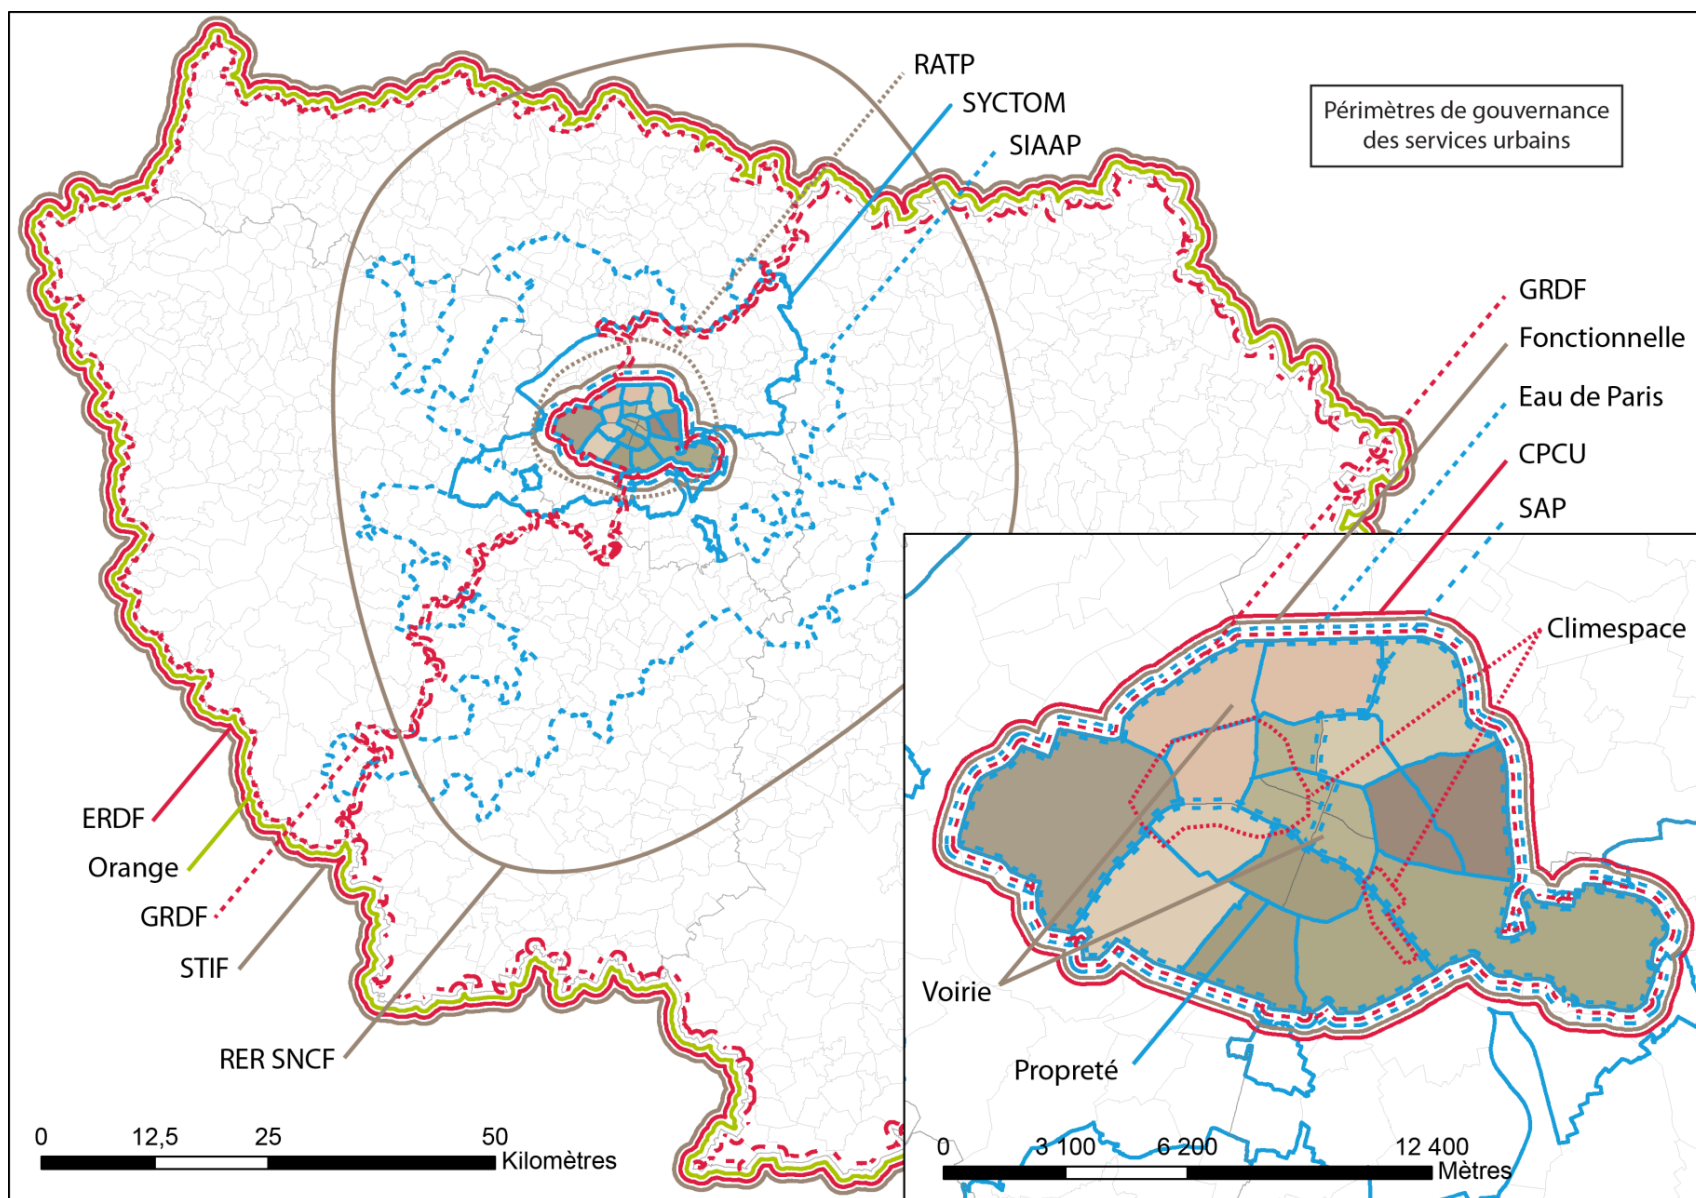 RATP
SYCTOM
SIAAP
Périmètres de gouvernance
des services urbains
GRDF
Fonctionnelle
Eau de Paris
CPCU
SAP
Climespace
ERDF
Orange
GRDF
STIF
RER SNCF
Voirie
Propreté
0 12,5 25 50
Kilomètres
0 3 100 6 200 12 400
Mètres